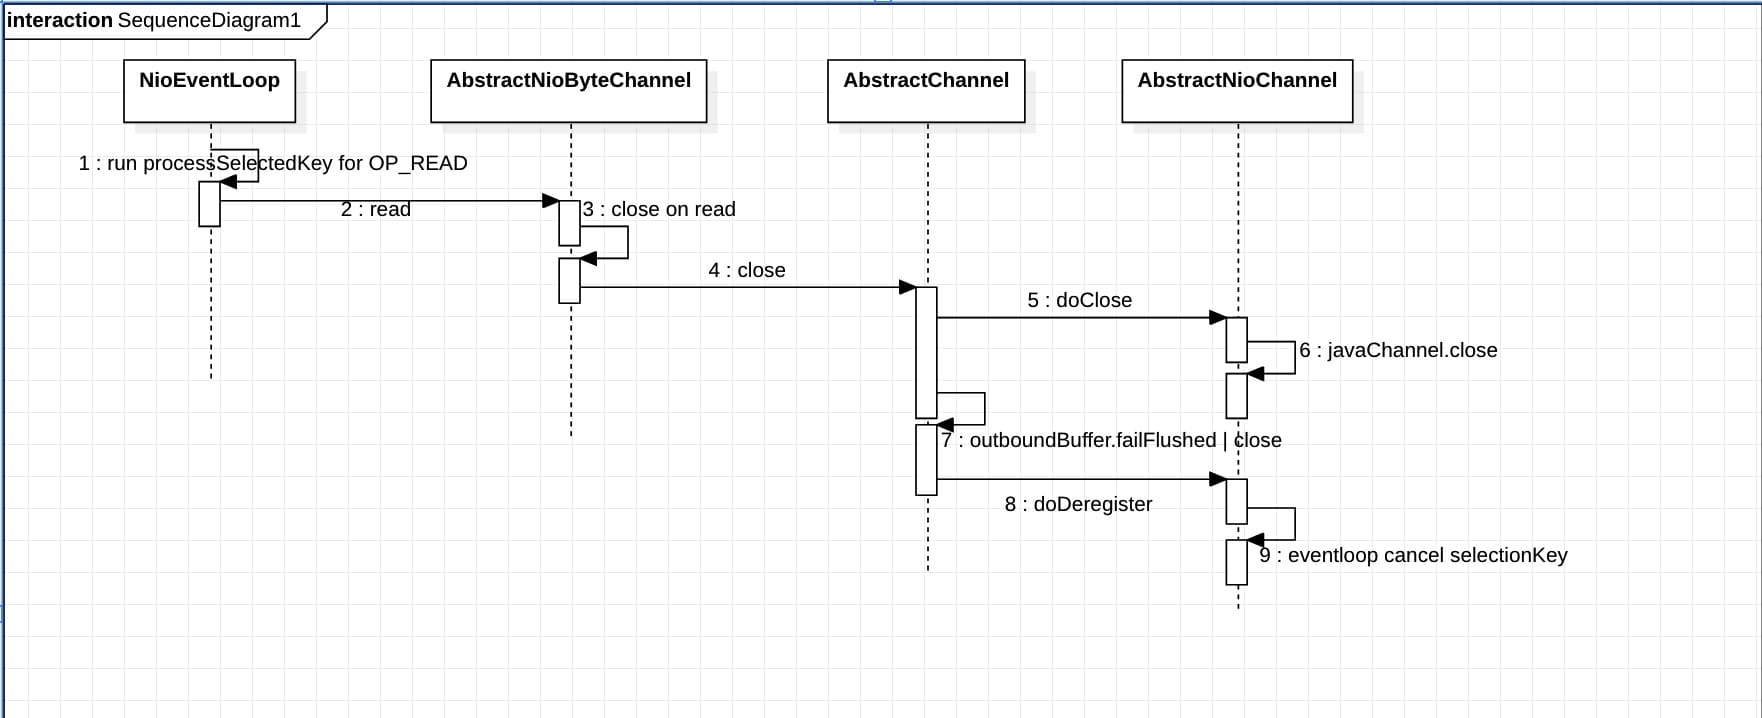 interaction SequenceDiagram1
NioEventLoop
AbstractNioByteChannel
AbstractChannel
AbstractNioChannel
1 : run processSelectedKey for OP_READ
2 : read
3 : close on read
4 : close
5 : doClose
6 : javaChannel.close
7 : outboundBuffer.failFlushed | close
8 : doDeregister
9 : eventloop cancel selectionKey